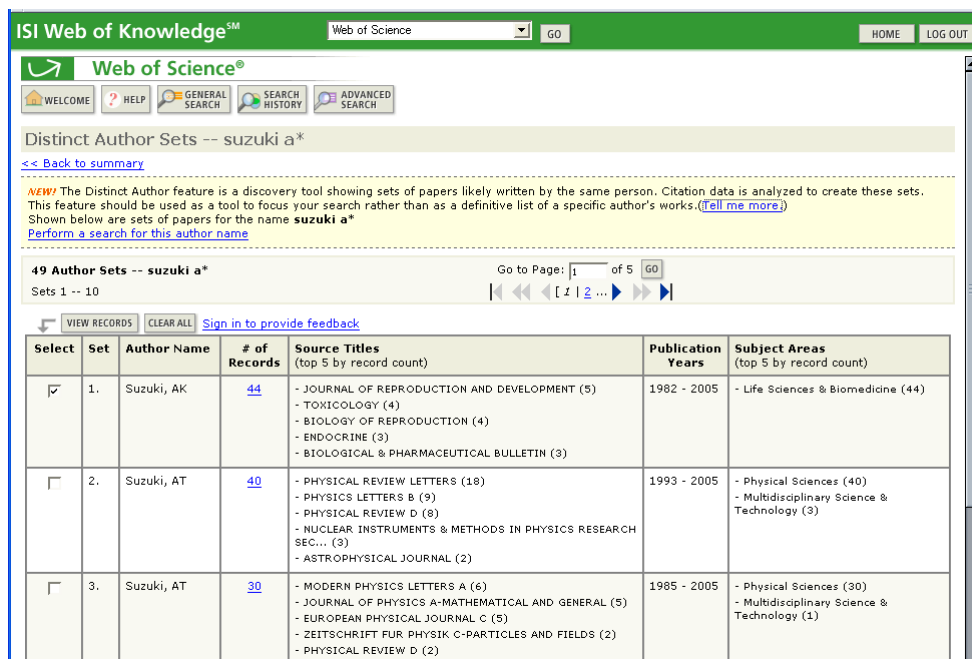 ISI Web of Knowledge℠
Web of Science
GO
HOME
LOG OUT
Web of Science®
WELCOME
? HELP
GENERAL SEARCH
SEARCH HISTORY
ADVANCED SEARCH
Distinct Author Sets -- suzuki a*
<< Back to summary
NEW! The Distinct Author feature is a discovery tool showing sets of papers likely written by the same person. Citation data is analyzed to create these sets.
This feature should be used as a tool to focus your search rather than as a definitive list of a specific author's works.(Tell me more.)
Shown below are sets of papers for the name suzuki a*
Perform a search for this author name
49 Author Sets -- suzuki a*
Go to Page: 1 of 5 GO
Sets 1 -- 10
[ 1 | 2 ...
VIEW RECORDS
CLEAR ALL
Sign in to provide feedback
Select
Set
Author Name
# of Records
Source Titles
(top 5 by record count)
Publication Years
Subject Areas
(top 5 by record count)
1.
Suzuki, AK
44
- JOURNAL OF REPRODUCTION AND DEVELOPMENT (5)
- TOXICOLOGY (4)
- BIOLOGY OF REPRODUCTION (4)
- ENDOCRINE (3)
- BIOLOGICAL & PHARMACEUTICAL BULLETIN (3)
1982 - 2005
- Life Sciences & Biomedicine (44)
2.
Suzuki, AT
40
- PHYSICAL REVIEW LETTERS (18)
- PHYSICS LETTERS B (9)
- PHYSICAL REVIEW D (8)
- NUCLEAR INSTRUMENTS & METHODS IN PHYSICS RESEARCH
SEC... (3)
- ASTROPHYSICAL JOURNAL (2)
1993 - 2005
- Physical Sciences (40)
- Multidisciplinary Science &
Technology (3)
3.
Suzuki, AT
30
- MODERN PHYSICS LETTERS A (6)
- JOURNAL OF PHYSICS A-MATHEMATICAL AND GENERAL (5)
- EUROPEAN PHYSICAL JOURNAL C (5)
- ZEITSCHRIFT FUR PHYSIK C-PARTICLES AND FIELDS (2)
- PHYSICAL REVIEW D (2)
1985 - 2005
- Physical Sciences (30)
- Multidisciplinary Science &
Technology (1)